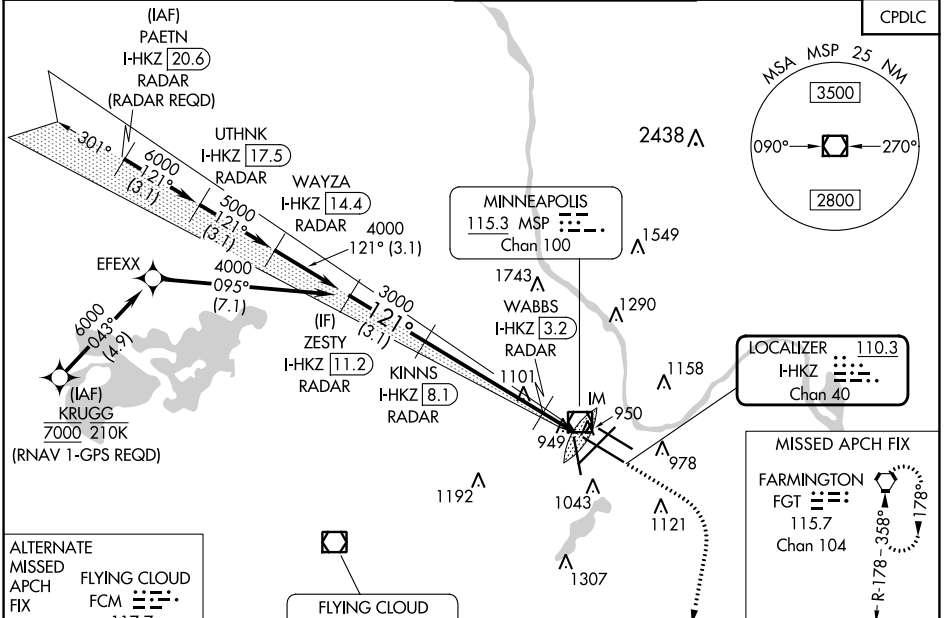 CPDLC
(IAF)
PAETN
I-HKZ 20.6
RADAR
(RADAR REQD)
301°
6000
121°
(3.1)
UTHNK
I-HKZ 17.5
RADAR
5000
121°
(3.1)
WAYZA
I-HKZ 14.4
RADAR
4000
121° (3.1)
MSA MSP 25 NM
3500
090°
270°
2800
2438
MINNEAPOLIS
115.3 MSP
Chan 100
1549
1743
1290
EFEXX
4000
095°
(7.1)
6000
043°
(4.9)
(IAF)
KRUGG
7000 210K
(RNAV 1-GPS REQD)
(IF)
ZESTY
I-HKZ 11.2
RADAR
3000
121°
(3.1)
KINNS
I-HKZ 8.1
RADAR
WABBS
I-HKZ 3.2
RADAR
1101
IM
950
949
1158
978
LOCALIZER 110.3
I-HKZ
Chan 40
1192
1043
1121
1307
MISSED APCH FIX
FARMINGTON
FGT
115.7
Chan 104
R-178
358°
178°
ALTERNATE
MISSED
APCH
FIX
FLYING CLOUD
FCM
FLYING CLOUD